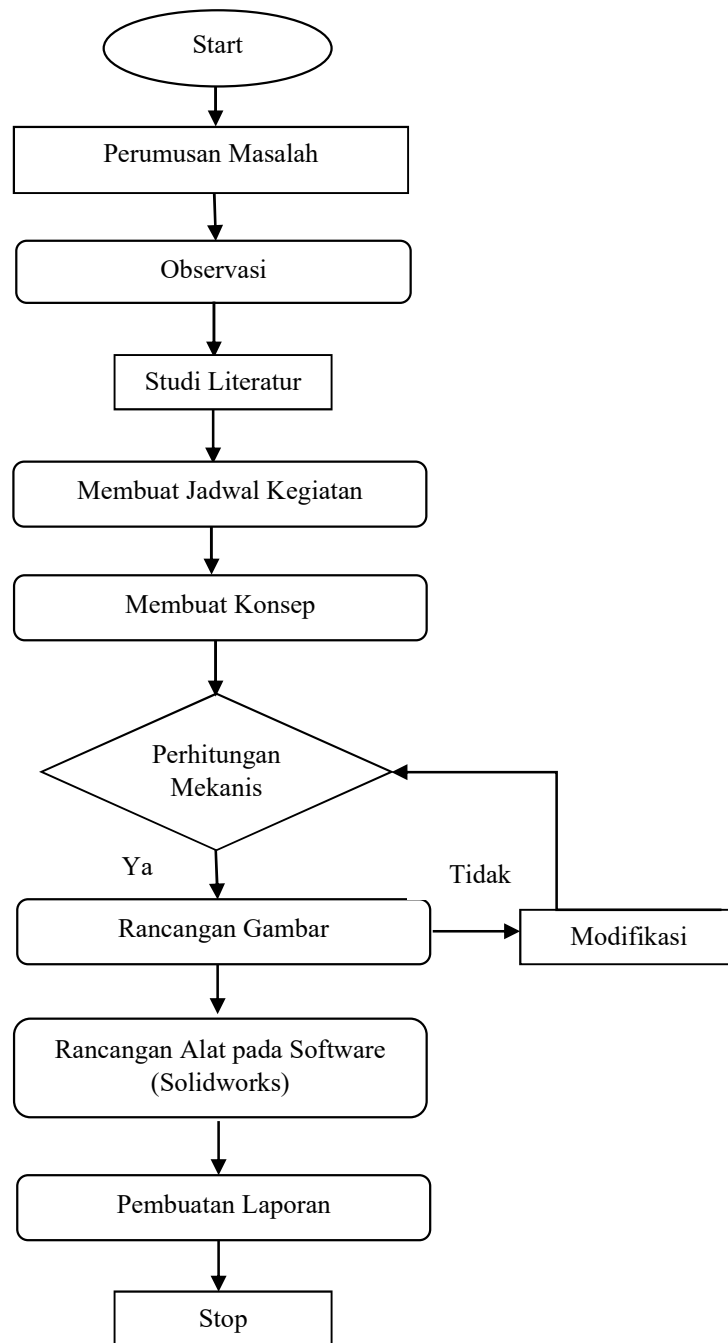 Start
Perumusan Masalah
Observasi
Studi Literatur
Membuat Jadwal Kegiatan
Membuat Konsep
Perhitungan
Mekanis
Ya
Tidak
Rancangan Gambar
Modifikasi
Rancangan Alat pada Software
(Solidworks)
Pembuatan Laporan
Stop